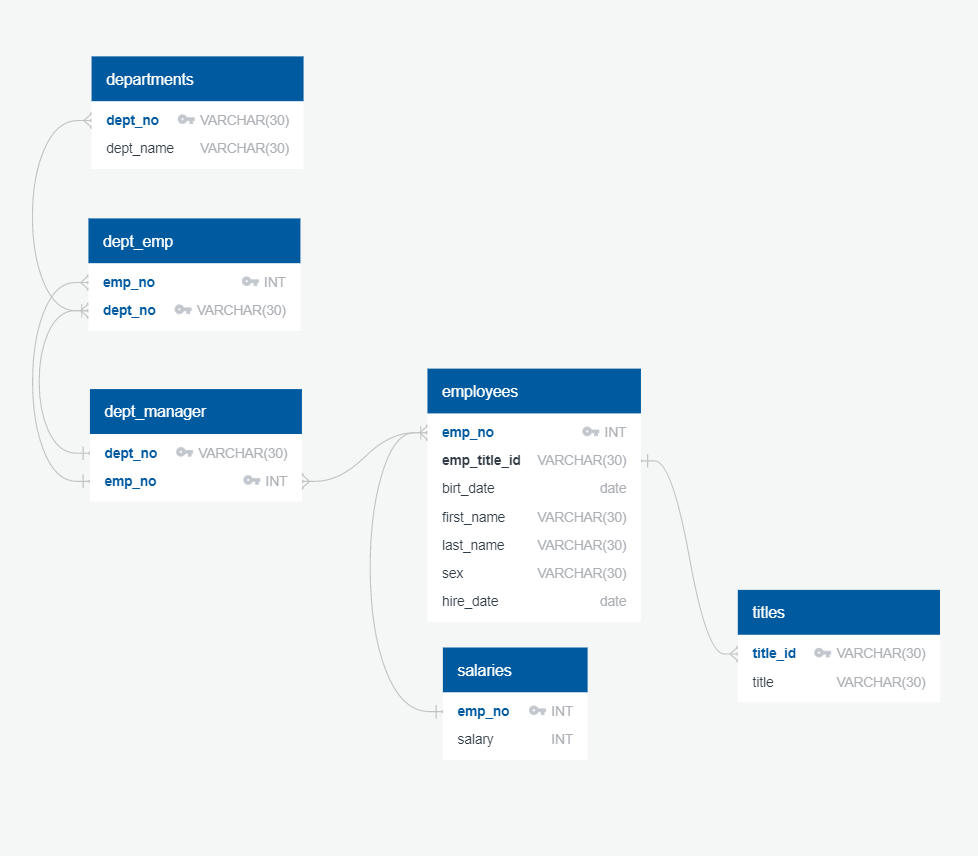 departments
dept_no VARCHAR(30)
dept_name VARCHAR(30)
dept_emp
emp_no INT
dept_no VARCHAR(30)
dept_manager
dept_no VARCHAR(30)
emp_no INT
employees
emp_no INT
emp_title_id VARCHAR(30)
birt_date date
first_name VARCHAR(30)
last_name VARCHAR(30)
sex VARCHAR(30)
hire_date date
salaries
emp_no INT
salary INT
titles
title_id VARCHAR(30)
title VARCHAR(30)